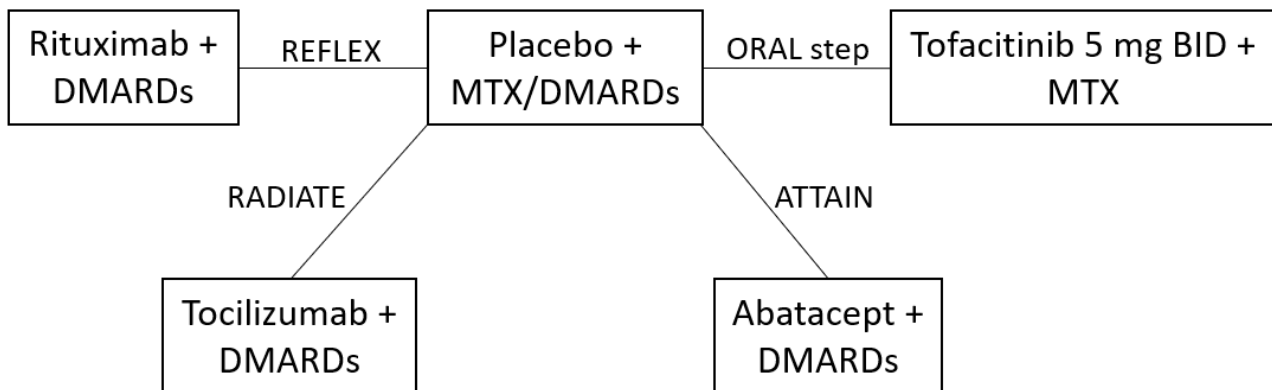 Rituximab +
DMARDs
REFLEX
Placebo +
MTX/DMARDs
ORAL step
Tofacitinib 5 mg BID +
MTX
RADIATE
ATTAIN
Tocilizumab +
DMARDs
Abatacept +
DMARDs